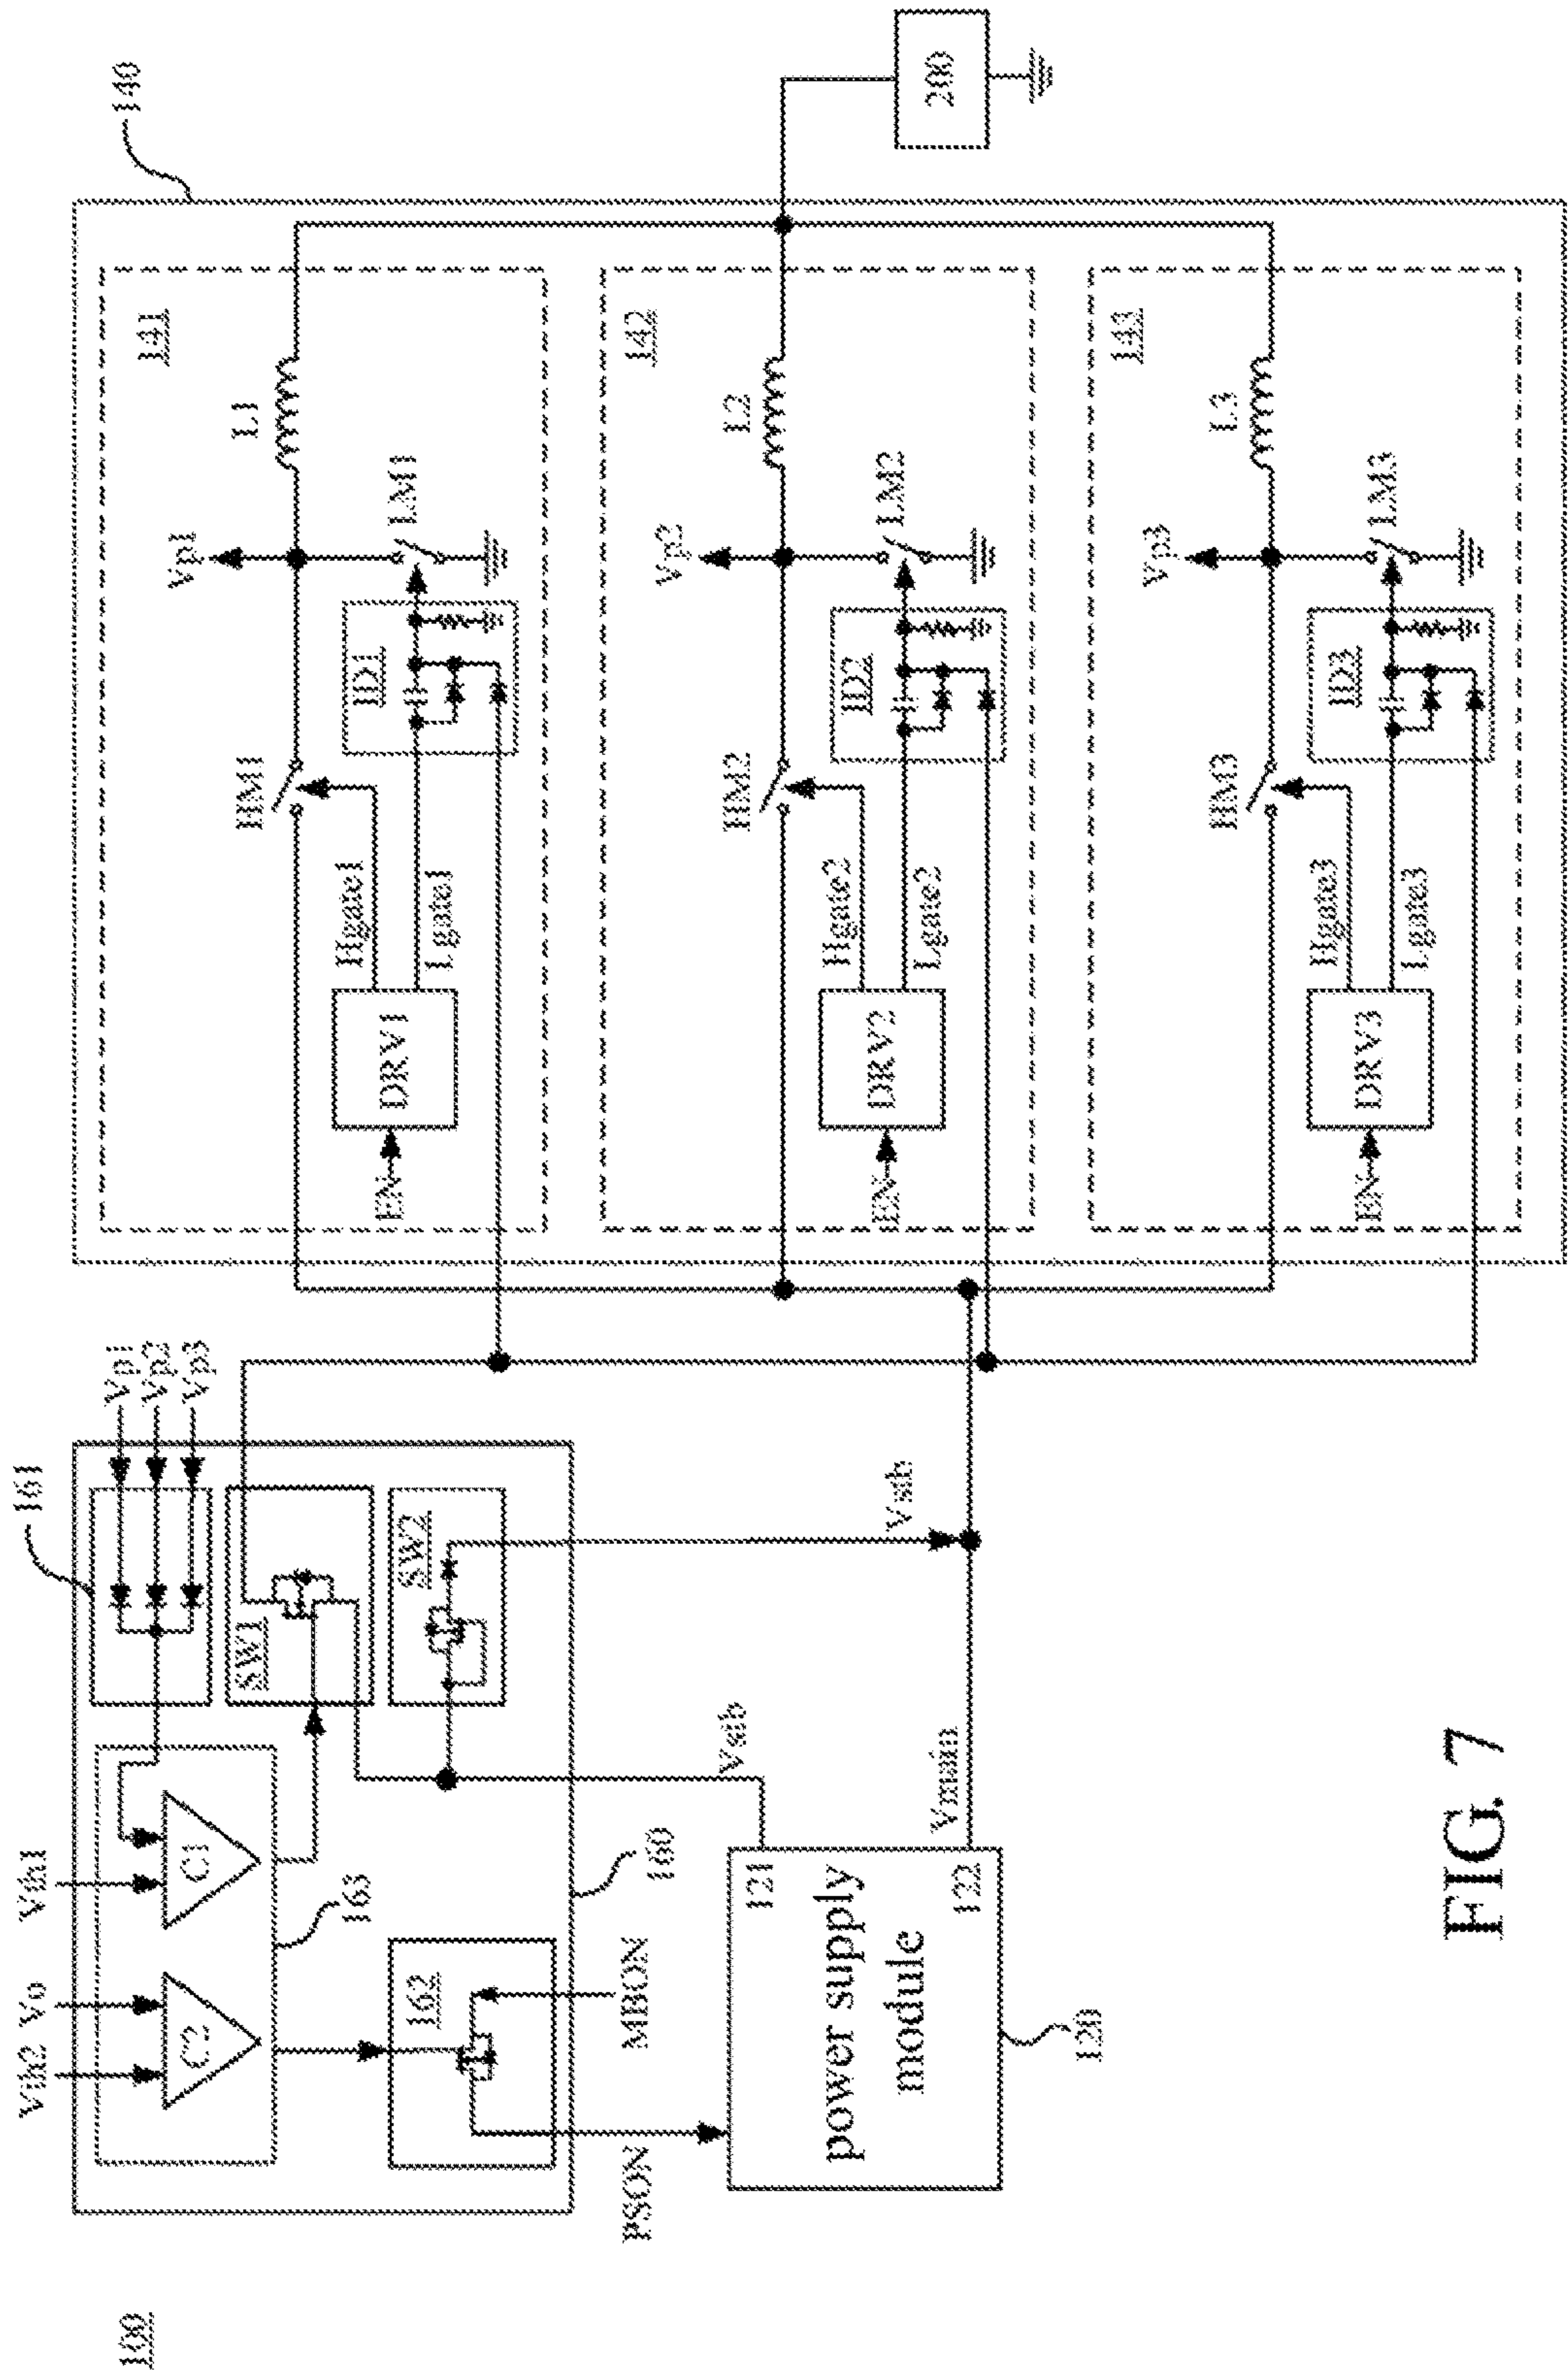 100
Vth2
Vo
Vth1
C2
C1
163
161
Vp1
Vp2
Vp3
SW1
SW2
162
160
PSON
MBON
Vstb
Vstb
power supply
module
121
122
Vmain
120
140
141
Vp1
L1
HM1
LM1
ID1
Hgate1
Lgate1
DRV1
EN
142
Vp2
L2
HM2
LM2
ID2
Hgate2
Lgate2
DRV2
EN
Vp3
L3
HM3
LM3
ID3
Hgate3
Lgate3
DRV3
EN
200
FIG. 7